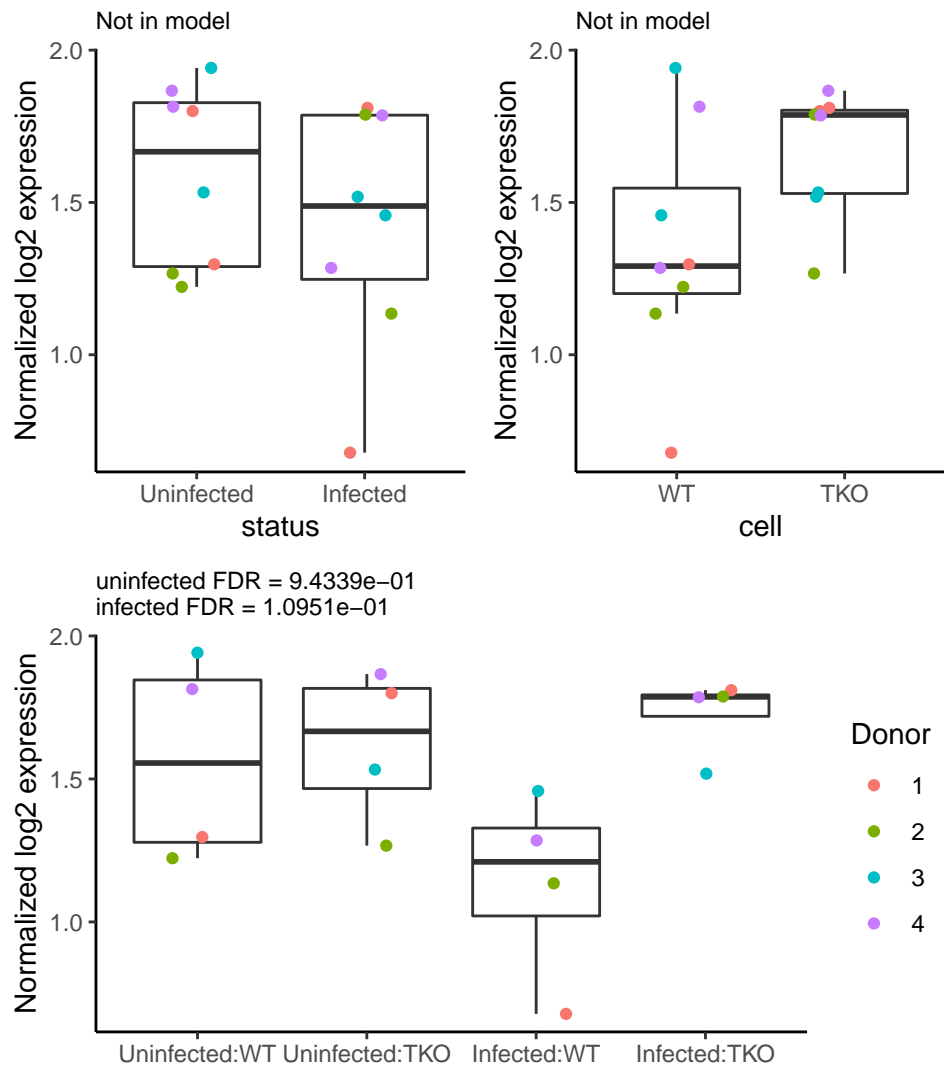 Not in model
Normalized log2 expression
2.0
1.5
1.0
Uninfected Infected
status
Not in model
Normalized log2 expression
2.0
1.5
1.0
WT TKO
cell
uninfected FDR = 9.4339e−01
infected FDR = 1.0951e−01
Normalized log2 expression
2.0
1.5
1.0
Uninfected:WT Uninfected:TKO Infected:WT Infected:TKO
Donor
1
2
3
4